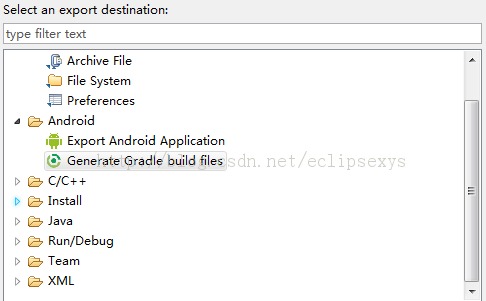 Select an export destination:
type filter text
Archive File
File System
Preferences
Android
Export Android Application
Generate Gradle build files
http://blog.csdn.net/eclipsexys
C/C++
Install
Java
Run/Debug
Team
XML